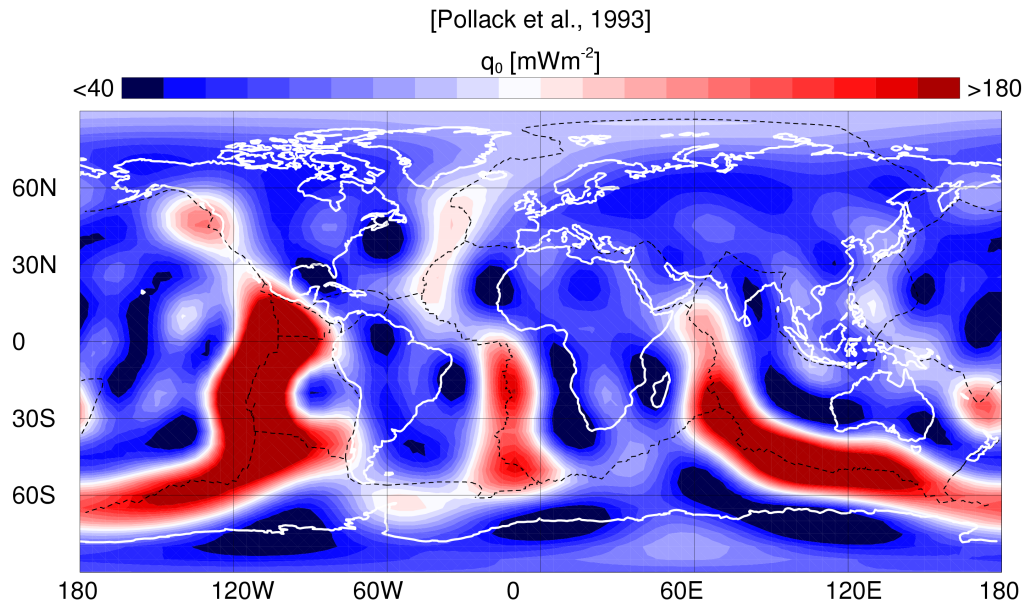 [Pollack et al., 1993]
q₀ [mWm⁻²]
<40 >180
60N
30N
0
30S
60S
180 120W 60W 0 60E 120E 180